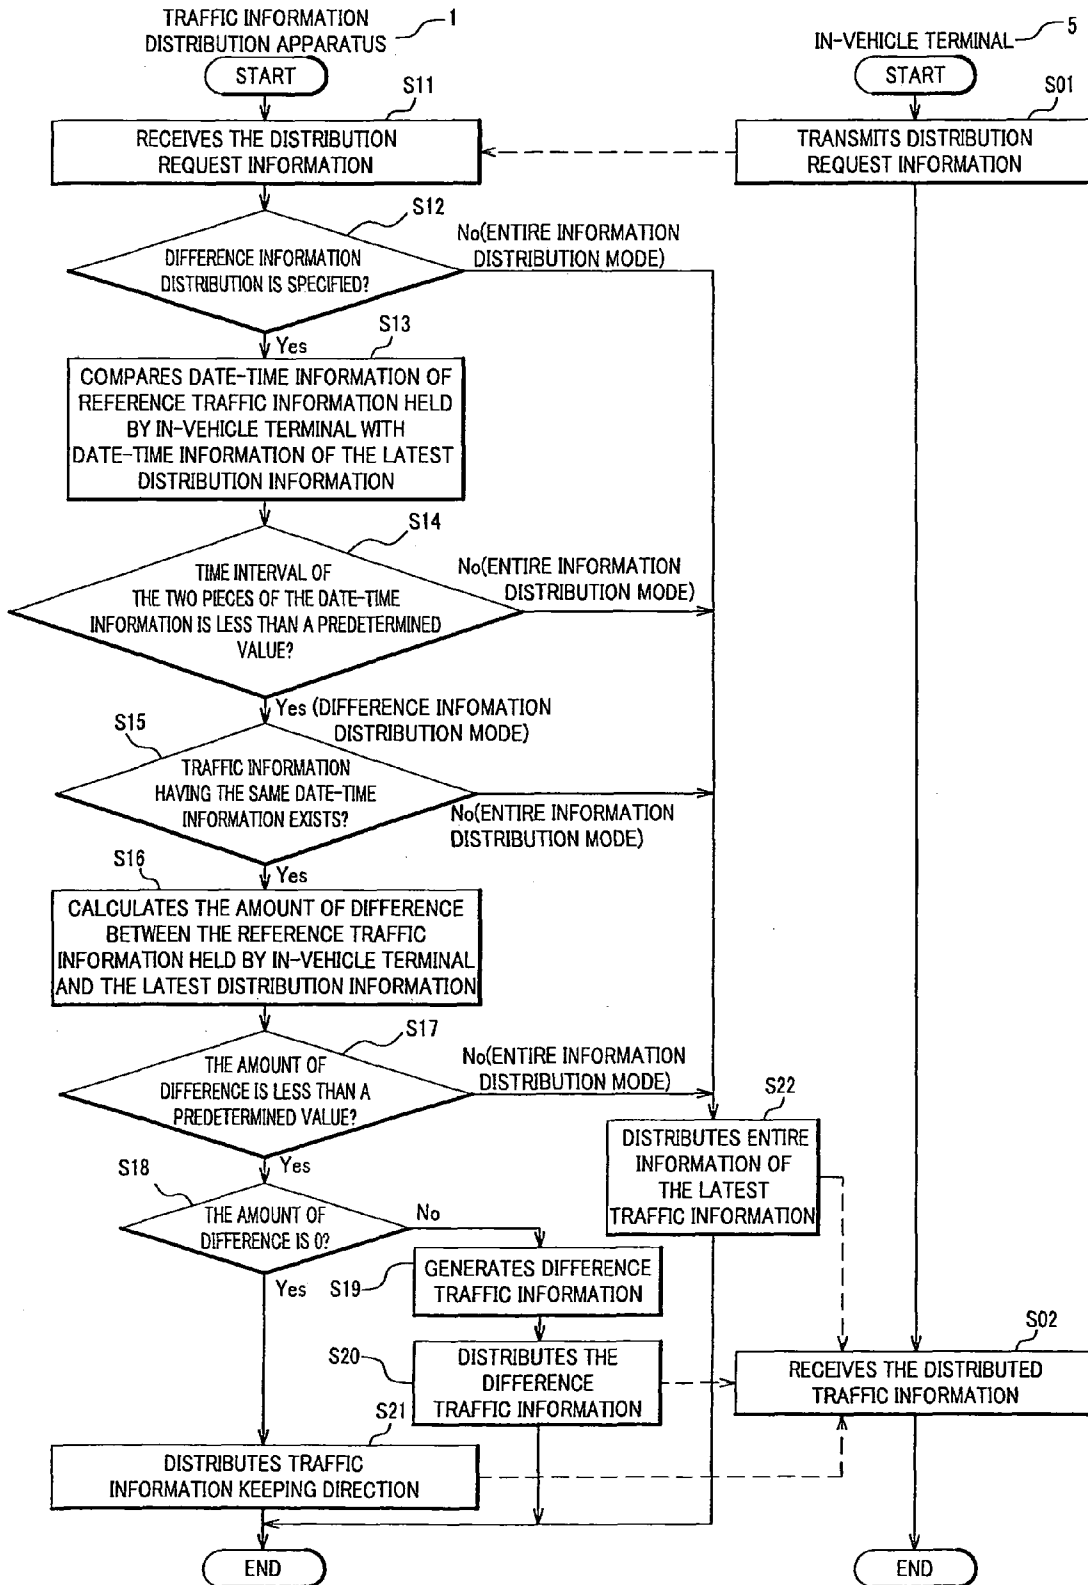 TRAFFIC INFORMATION
DISTRIBUTION APPARATUS
1
START
IN-VEHICLE TERMINAL
5
START
S11
RECEIVES THE DISTRIBUTION
REQUEST INFORMATION
S01
TRANSMITS DISTRIBUTION
REQUEST INFORMATION
S12
DIFFERENCE INFORMATION
DISTRIBUTION IS SPECIFIED?
No(ENTIRE INFORMATION
DISTRIBUTION MODE)
Yes
S13
COMPARES DATE-TIME INFORMATION OF
REFERENCE TRAFFIC INFORMATION HELD
BY IN-VEHICLE TERMINAL WITH
DATE-TIME INFORMATION OF THE LATEST
DISTRIBUTION INFORMATION
S14
TIME INTERVAL OF
THE TWO PIECES OF THE DATE-TIME
INFORMATION IS LESS THAN A PREDETERMINED
VALUE?
No(ENTIRE INFORMATION
DISTRIBUTION MODE)
Yes (DIFFERENCE INFOMATION
DISTRIBUTION MODE)
S15
TRAFFIC INFORMATION
HAVING THE SAME DATE-TIME
INFORMATION EXISTS?
No(ENTIRE INFORMATION
DISTRIBUTION MODE)
Yes
S16
CALCULATES THE AMOUNT OF DIFFERENCE
BETWEEN THE REFERENCE TRAFFIC
INFORMATION HELD BY IN-VEHICLE TERMINAL
AND THE LATEST DISTRIBUTION INFORMATION
S17
THE AMOUNT OF
DIFFERENCE IS LESS THAN A
PREDETERMINED VALUE?
No(ENTIRE INFORMATION
DISTRIBUTION MODE)
Yes
S22
DISTRIBUTES ENTIRE
INFORMATION OF
THE LATEST
TRAFFIC INFORMATION
S18
THE AMOUNT OF
DIFFERENCE IS 0?
No
Yes
S19
GENERATES DIFFERENCE
TRAFFIC INFORMATION
S20
DISTRIBUTES THE
DIFFERENCE
TRAFFIC INFORMATION
S02
RECEIVES THE DISTRIBUTED
TRAFFIC INFORMATION
S21
DISTRIBUTES TRAFFIC
INFORMATION KEEPING DIRECTION
END
END